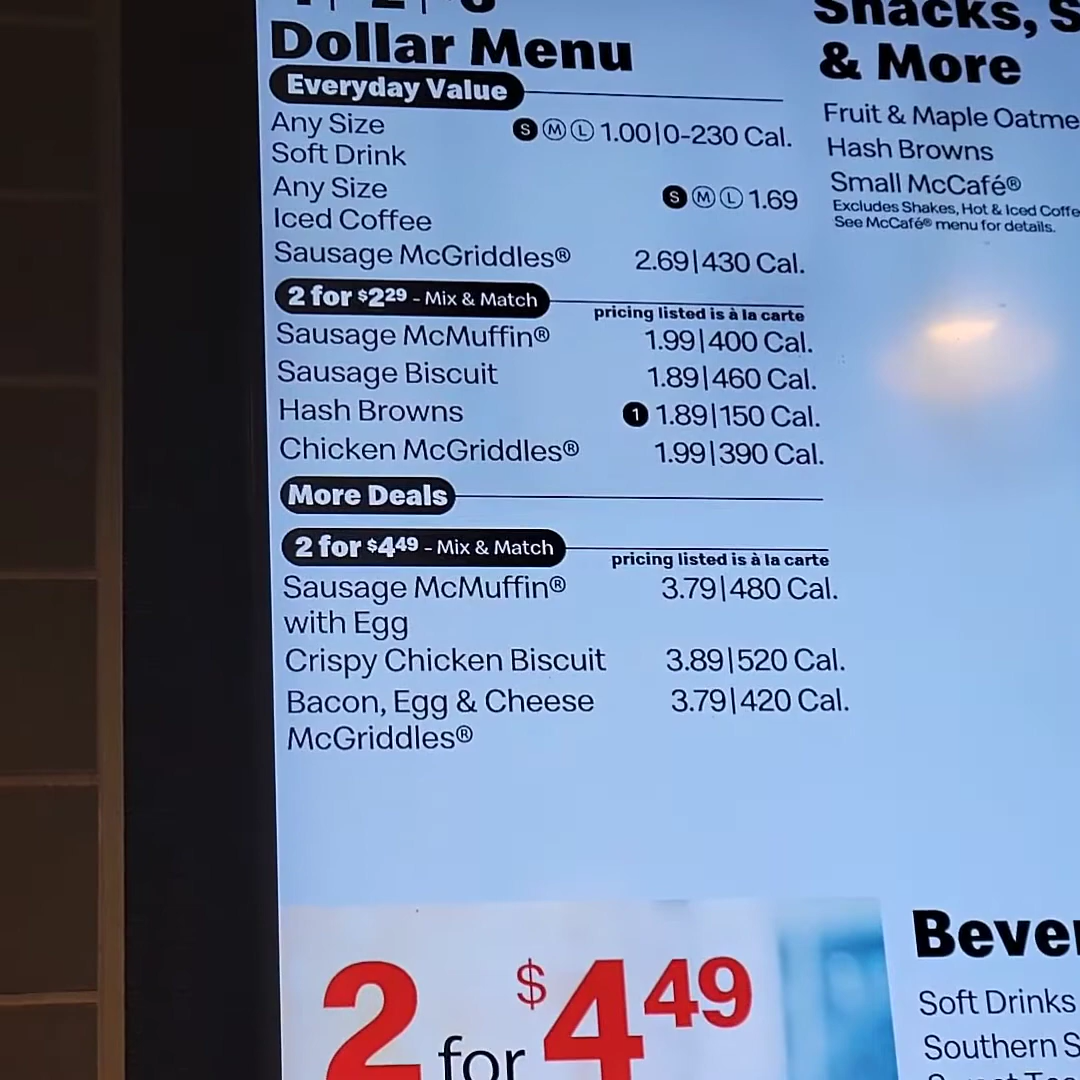 Dollar Menu
Everyday Value
Any Size
Soft Drink
S M L 1.00|0-230 Cal.
Any Size
Iced Coffee
S M L 1.69
Sausage McGriddles® 2.69|430 Cal.
2 for $2²⁹ - Mix & Match
pricing listed is à la carte
Sausage McMuffin® 1.99|400 Cal.
Sausage Biscuit 1.89|460 Cal.
Hash Browns 1 1.89|150 Cal.
Chicken McGriddles® 1.99|390 Cal.
More Deals
2 for $4⁴⁹ - Mix & Match
pricing listed is à la carte
Sausage McMuffin® 3.79|480 Cal.
with Egg
Crispy Chicken Biscuit 3.89|520 Cal.
Bacon, Egg & Cheese 3.79|420 Cal.
McGriddles®
2 for $4⁴⁹
Snacks, S
& More
Fruit & Maple Oatme
Hash Browns
Small McCafé®
Excludes Shakes, Hot & Iced Coffe
See McCafé® menu for details.
Bever
Soft Drinks
Southern S